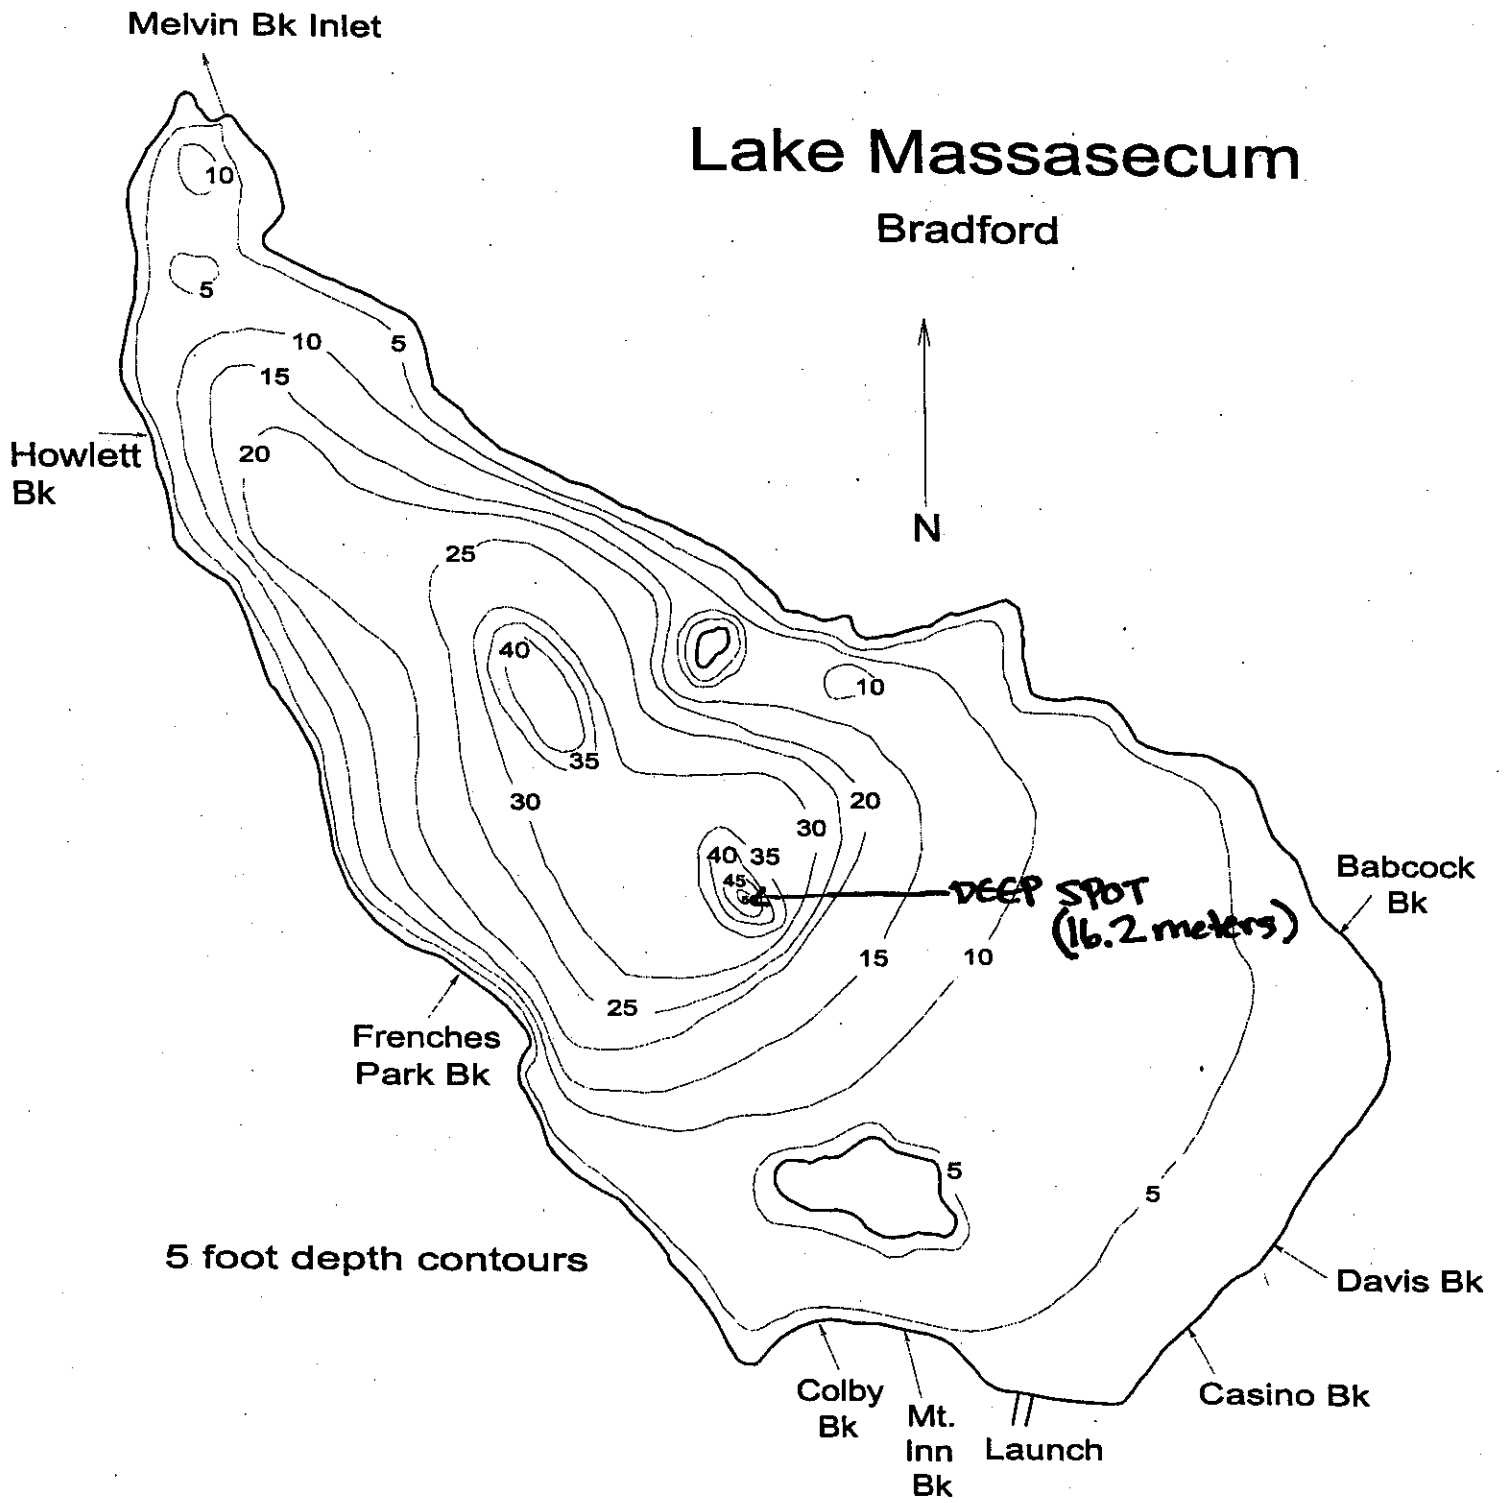 Melvin Bk Inlet
Lake Massasecum
Bradford
10
5
10
5
15
Howlett
Bk
20
N
25
40
10
35
30
20
30
40 35
45
50
DEEP SPOT
(16.2 meters)
Babcock
Bk
15
10
25
Frenches
Park Bk
5
5
5 foot depth contours
Davis Bk
Colby
Bk
Mt.
Inn
Bk
Launch
Casino Bk